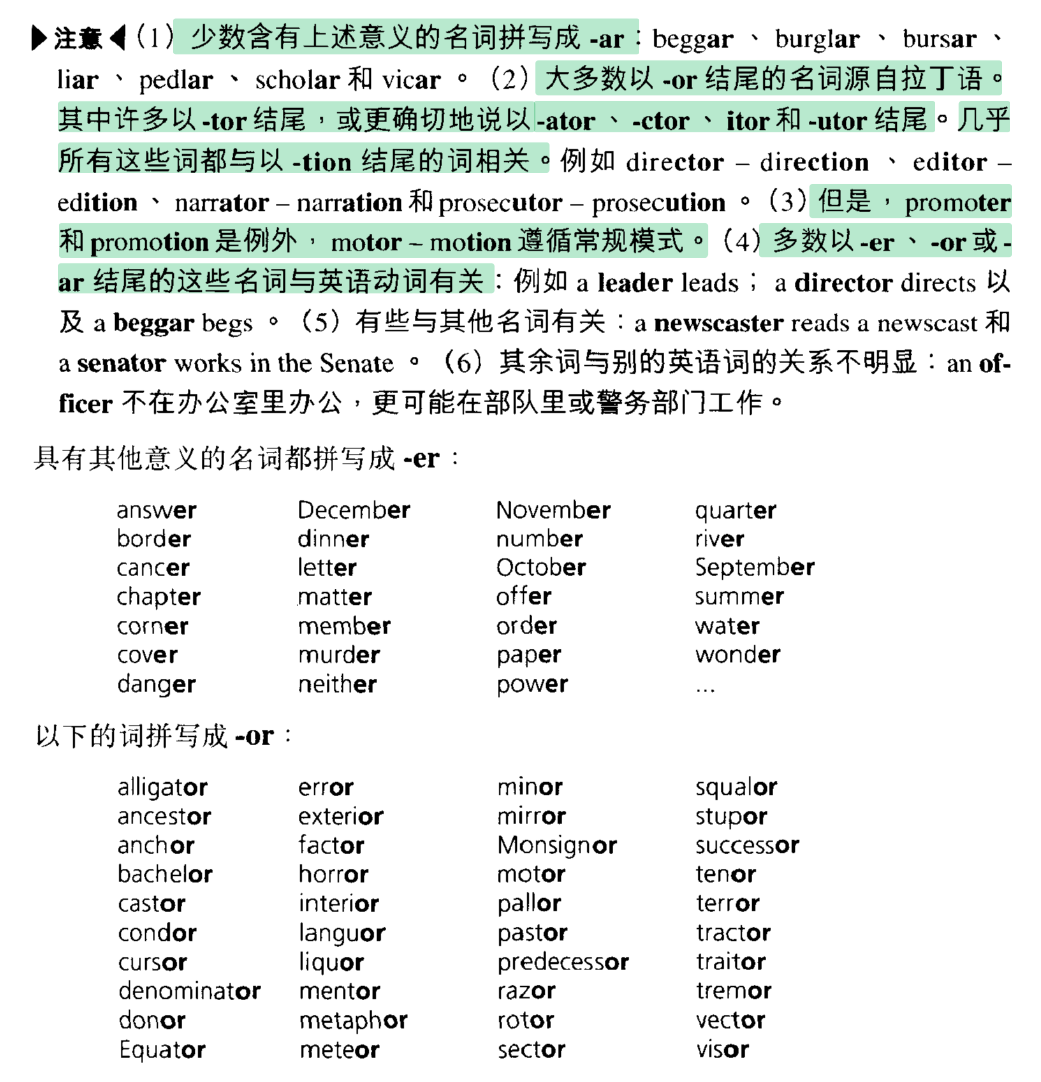 ▶注意◀（1）少数含有上述意义的名词拼写成 -ar：beggar、burglar、bursar、
liar、pedlar、scholar 和 vicar。（2）大多数以 -or 结尾的名词源自拉丁语。
其中许多以 -tor 结尾，或更确切地说以 -ator、-ctor、itor 和 -utor 结尾。几乎
所有这些词都与以 -tion 结尾的词相关。例如 director – direction、editor –
edition、narrator – narration 和 prosecutor – prosecution。（3）但是，promoter
和 promotion 是例外，motor – motion 遵循常规模式。（4）多数以 -er、-or 或 -
ar 结尾的这些名词与英语动词有关：例如 a leader leads；a director directs 以
及 a beggar begs。（5）有些与其他名词有关：a newscaster reads a newscast 和
a senator works in the Senate。（6）其余词与别的英语词的关系不明显：an of-
ficer 不在办公室里办公，更可能在部队里或警务部门工作。
具有其他意义的名词都拼写成 -er：
answer December November quarter
border dinner number river
cancer letter October September
chapter matter offer summer
corner member order water
cover murder paper wonder
danger neither power ...
以下的词拼写成 -or：
alligator error minor squalor
ancestor exterior mirror stupor
anchor factor Monsignor successor
bachelor horror motor tenor
castor interior pallor terror
condor languor pastor tractor
cursor liquor predecessor traitor
denominator mentor razor tremor
donor metaphor rotor vector
Equator meteor sector visor